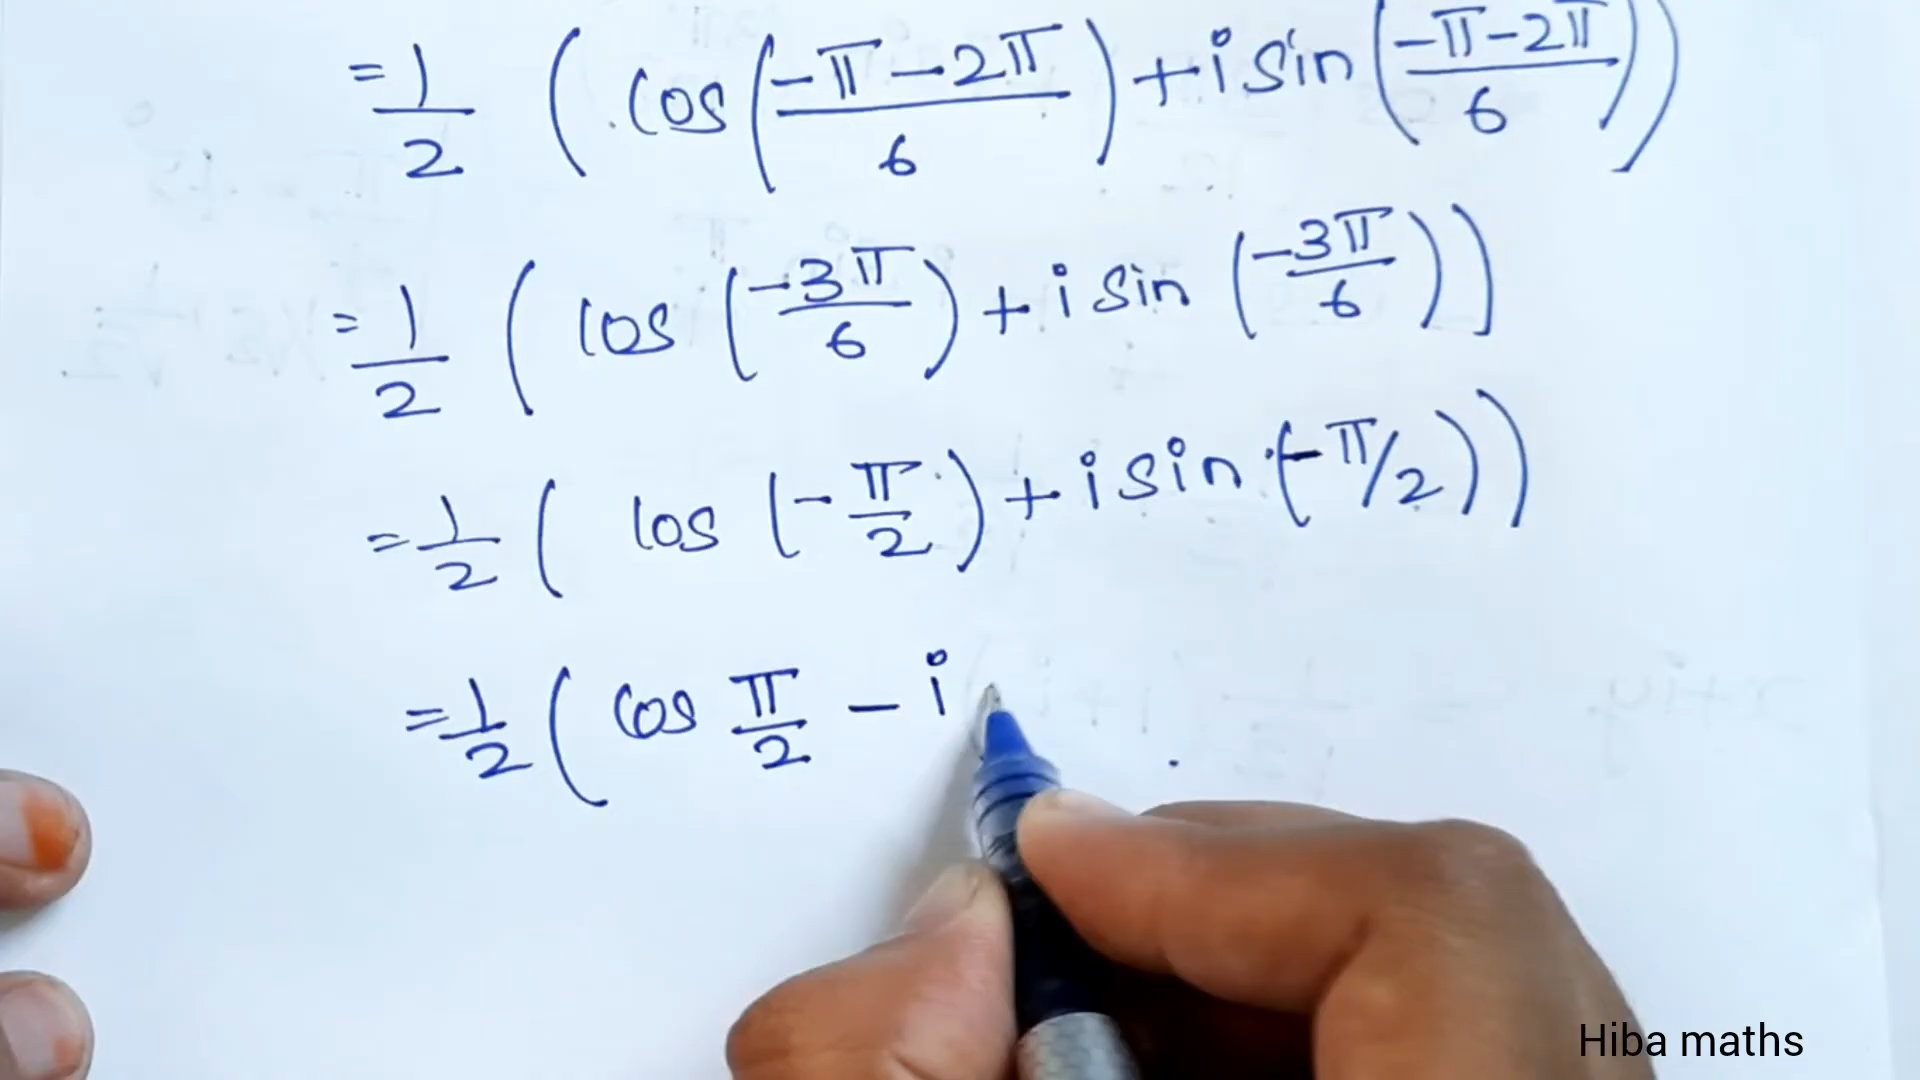 = 1/2 ( cos (-π-2π/6) + i sin (-π-2π/6))
= 1/2 ( cos (-3π/6) + i sin (-3π/6))
= 1/2 ( cos (-π/2) + i sin (-π/2))
= 1/2 ( cos π/2 - i
Hiba maths